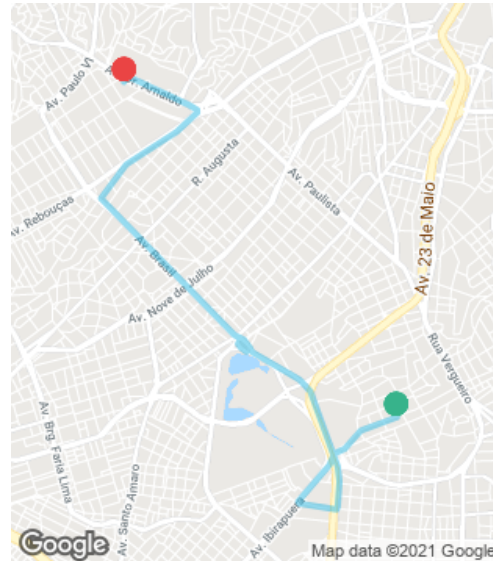 Av. Paulo VI
Arnaldo
R. Augusta
Av. Paulista
Av. Rebouças
Av. 23 de Maio
Av. Brasil
Av. Nove de Julho
Rua Vergueiro
Av. Brg. Faria Lima
Av. Santo Amaro
Av. Ibirapuera
Google
Map data ©2021 Google